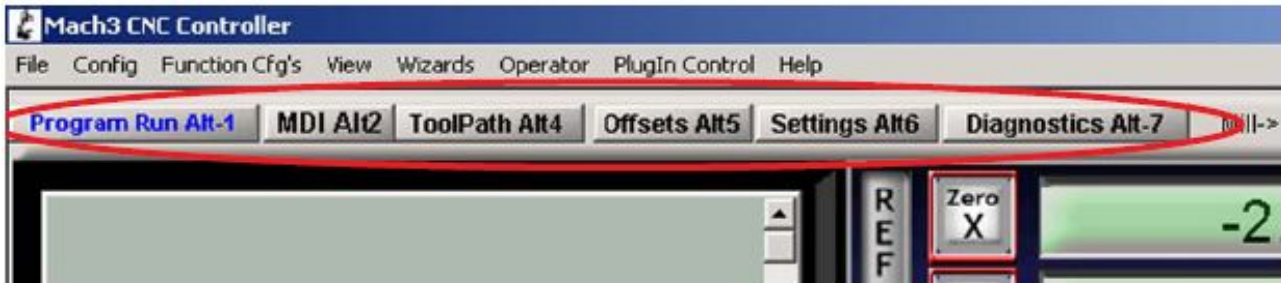 Mach3 CNC Controller
File Config Function Cfg's View Wizards Operator PlugIn Control Help
Program Run Alt-1 MDI Alt2 ToolPath Alt4 Offsets Alt5 Settings Alt6 Diagnostics Alt-7
REF
Zero
X
-2